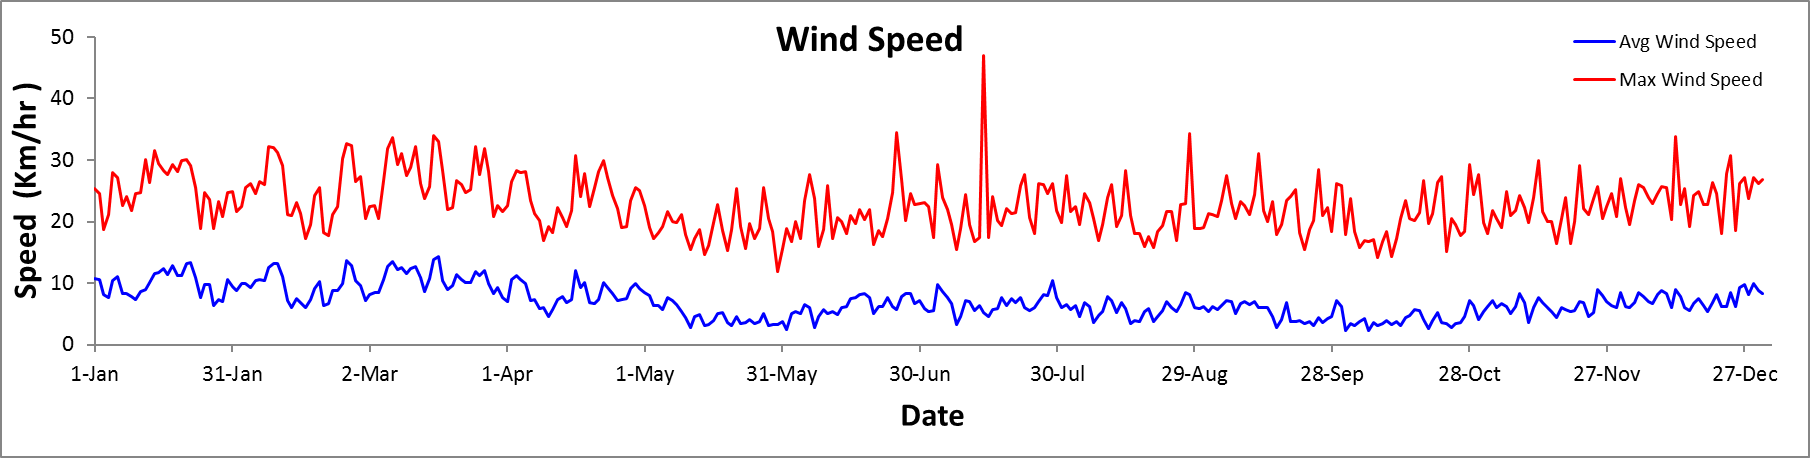 Wind Speed
Avg Wind Speed
Max Wind Speed
Speed (Km/hr )
50
40
30
20
10
0
1-Jan 31-Jan 2-Mar 1-Apr 1-May 31-May 30-Jun 30-Jul 29-Aug 28-Sep 28-Oct 27-Nov 27-Dec
Date